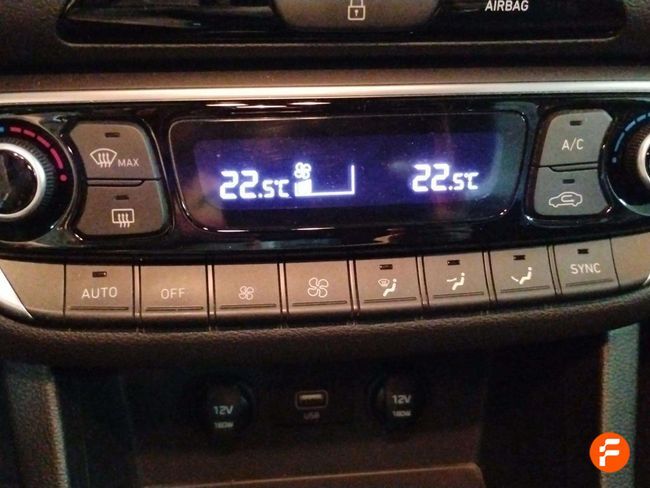 AIRBAG
MAX
22.5°C
22.5°C
A/C
AUTO
OFF
SYNC
12V
180W
USB
12V
180W